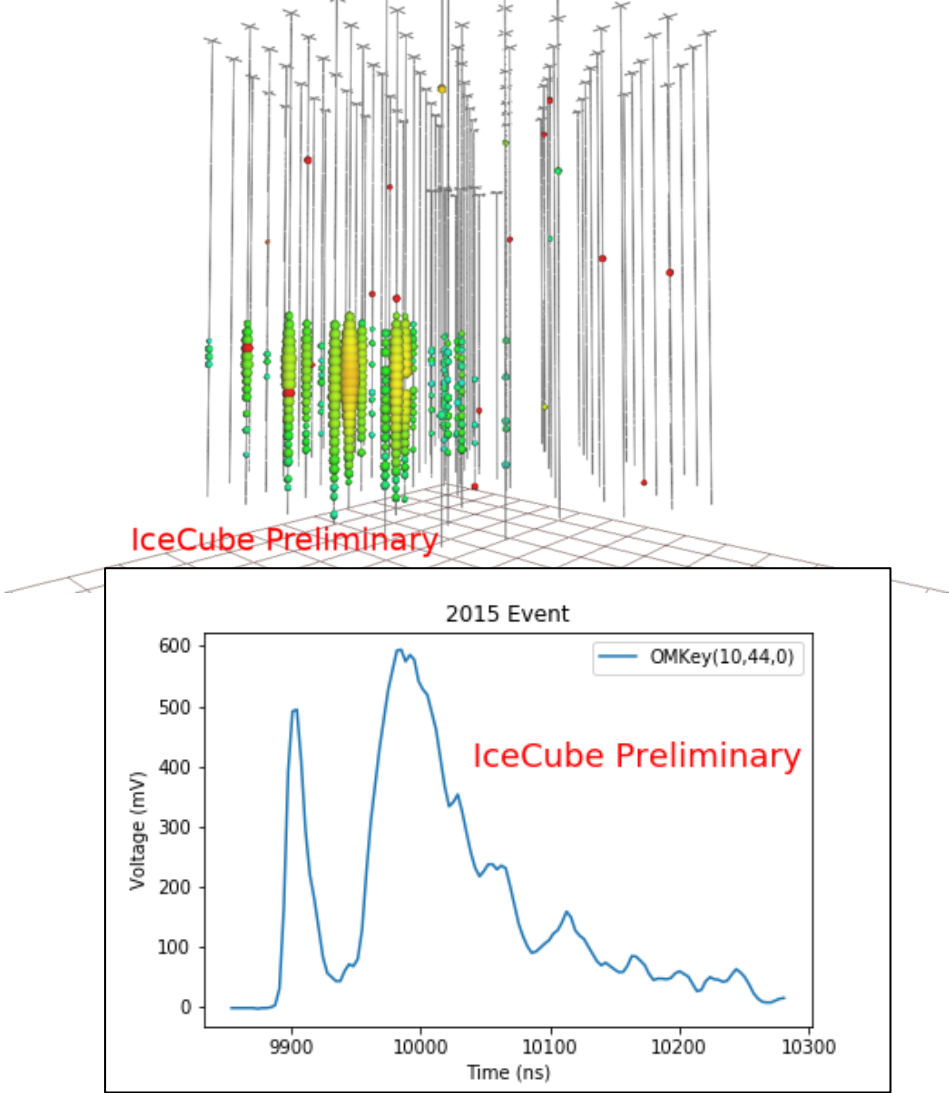 IceCube Preliminary
2015 Event
OMKey(10,44,0)
IceCube Preliminary
Voltage (mV)
600
500
400
300
200
100
0
9900
10000
10100
10200
10300
Time (ns)